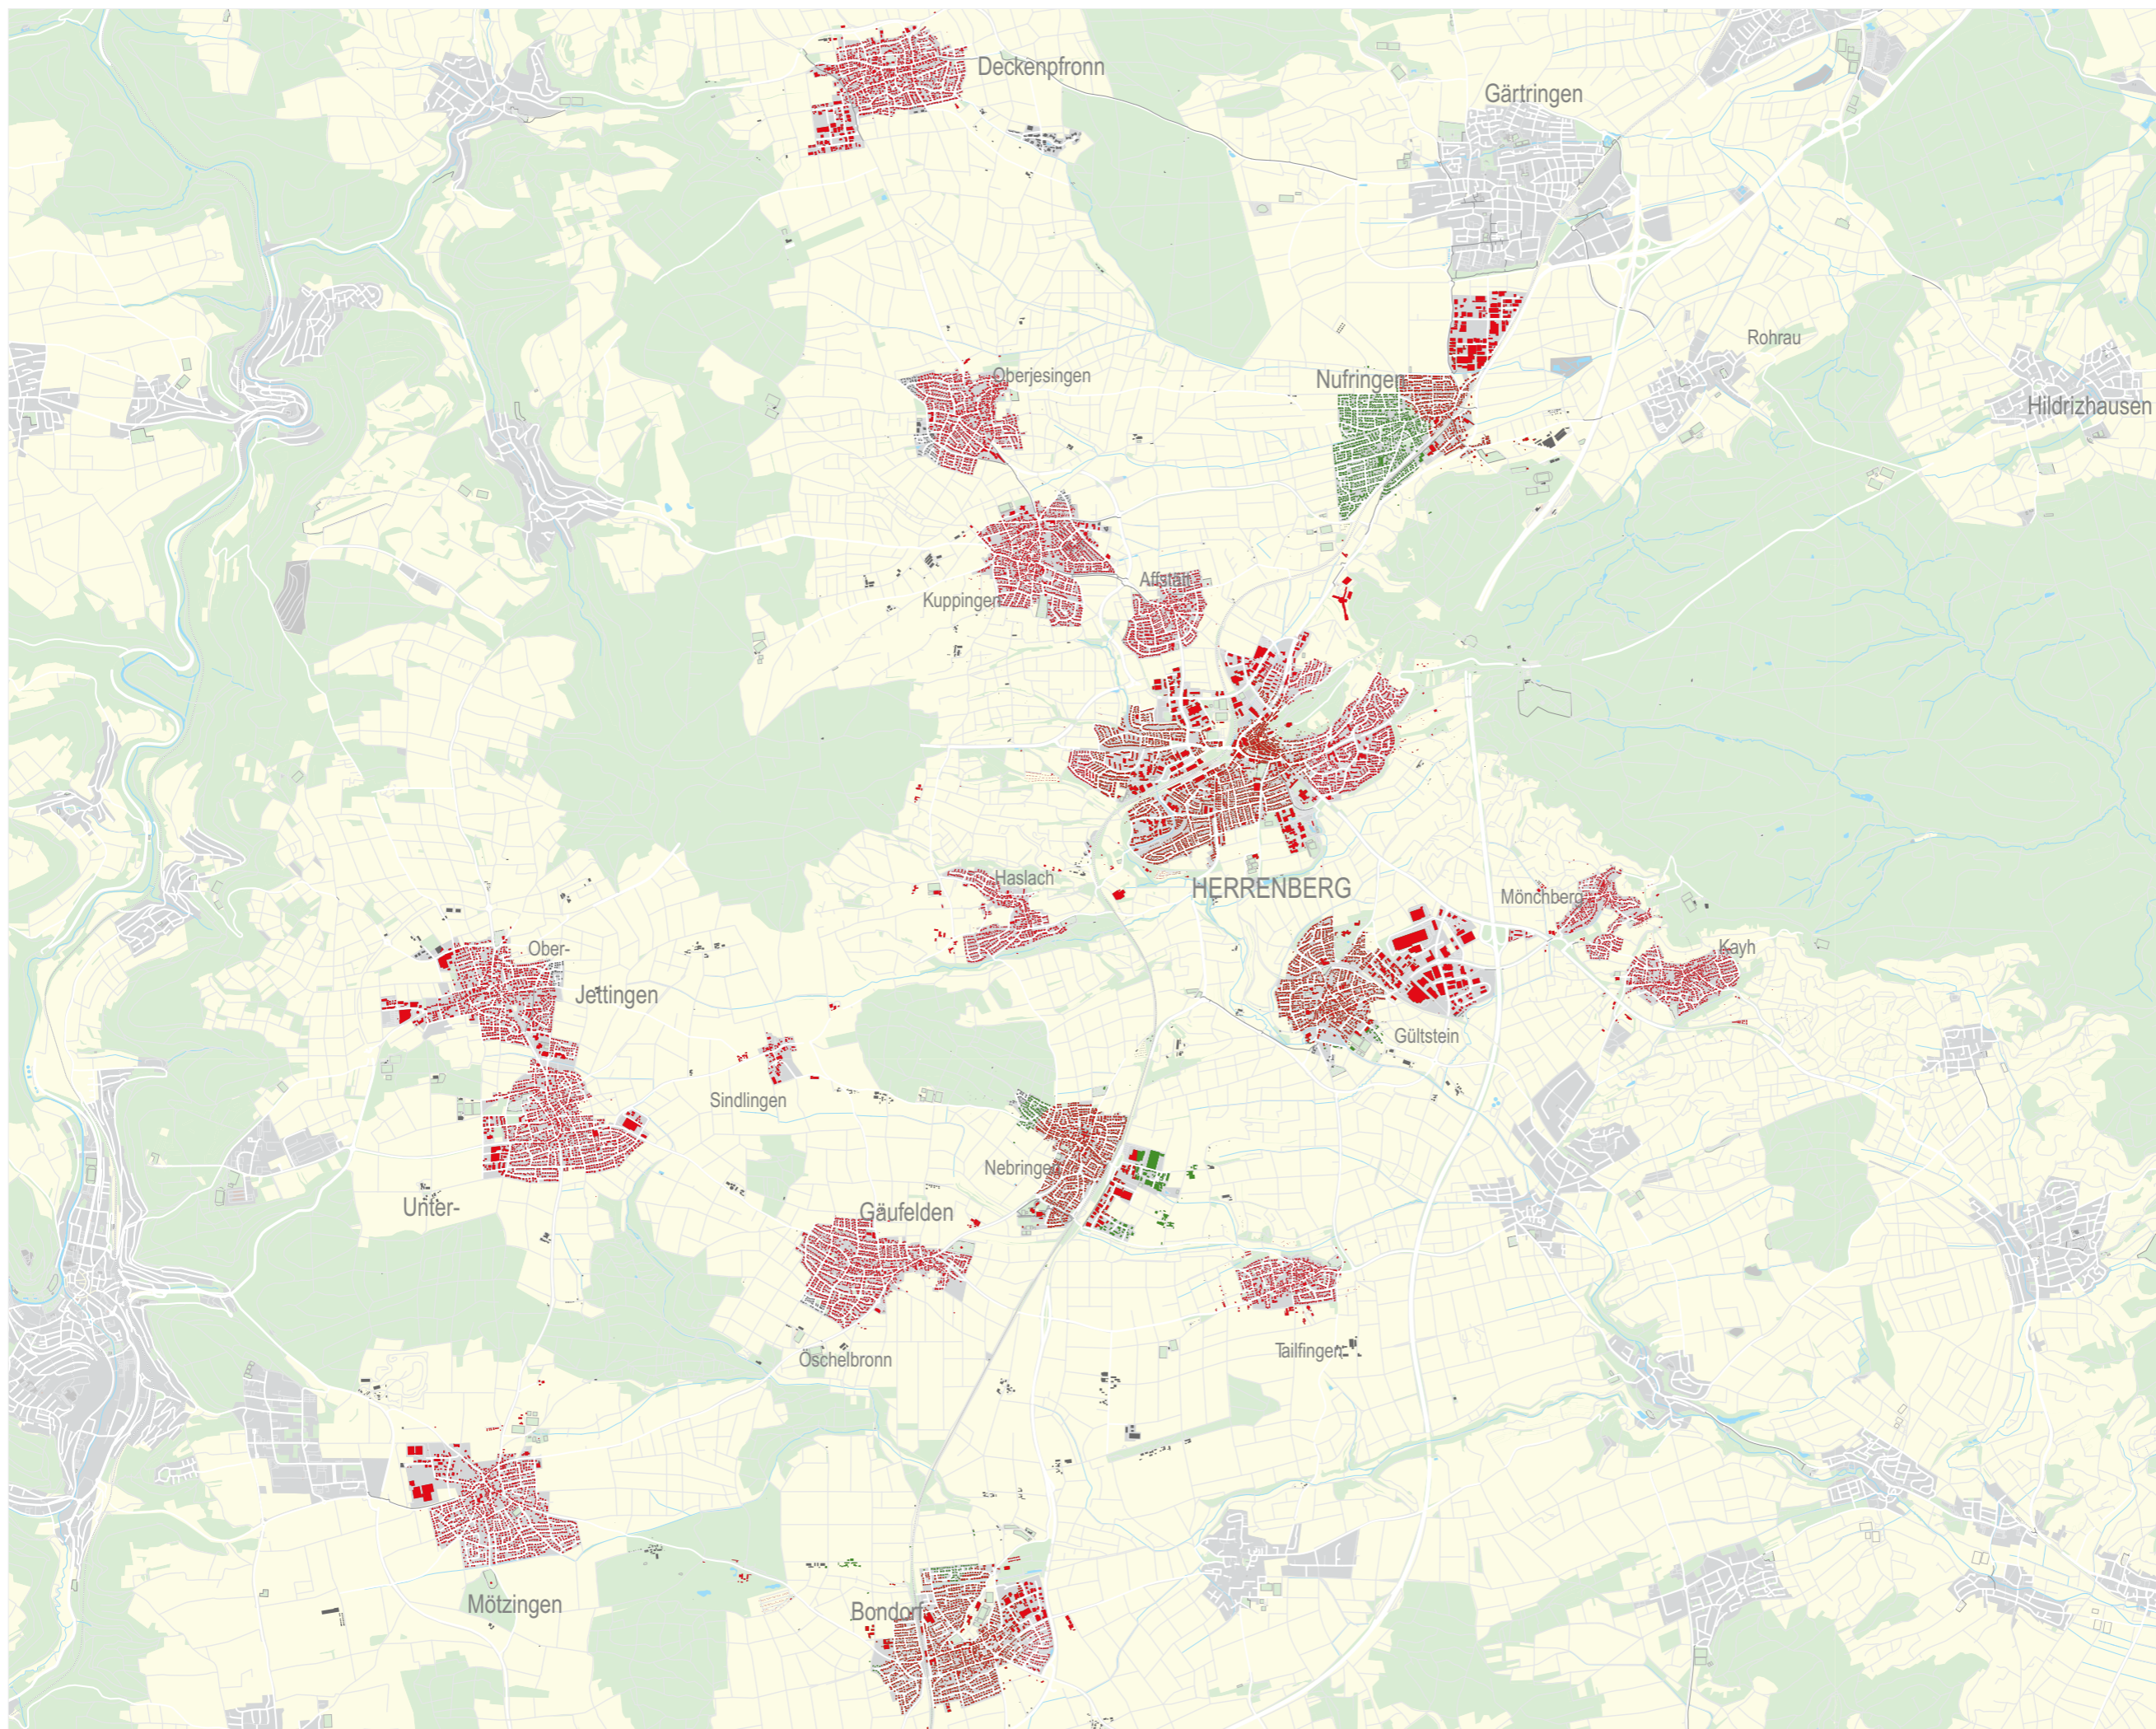 Deckenpfronn
Gärtringen
Rohrau
Oberjesingen
Nufringen
Hildrizhausen
Affstätt
Kuppingen
Haslach
HERRENBERG
Mönchberg
Ober-
Kayh
Jettingen
Gültstein
Sindlingen
Nebringen
Unter-
Gäufelden
Tailfingen
Öschelbronn
Mötzingen
Bondorf